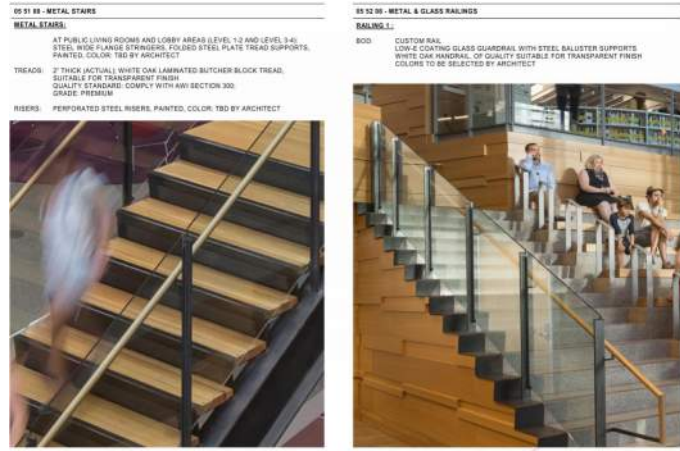 05 51 00 - METAL STAIRS
METAL STAIRS:
AT PUBLIC LIVING ROOMS AND LOBBY AREAS (LEVEL 1-2 AND LEVEL 3-4):
STEEL WIDE FLANGE STRINGERS, FOLDED STEEL PLATE TREAD SUPPORTS,
PAINTED, COLOR: TBD BY ARCHITECT
TREADS: 2" THICK (ACTUAL) WHITE OAK LAMINATED BUTCHER BLOCK TREAD,
SUITABLE FOR TRANSPARENT FINISH
QUALITY STANDARD: COMPLY WITH AWI SECTION 300;
GRADE: PREMIUM
RISERS: PERFORATED STEEL RISERS, PAINTED, COLOR: TBD BY ARCHITECT
05 52 00 - METAL & GLASS RAILINGS
RAILING 1:
BOD: CUSTOM RAIL
LOW-E COATING GLASS GUARDRAIL WITH STEEL BALUSTER SUPPORTS
WHITE OAK HANDRAIL, OF QUALITY SUITABLE FOR TRANSPARENT FINISH
COLORS TO BE SELECTED BY ARCHITECT